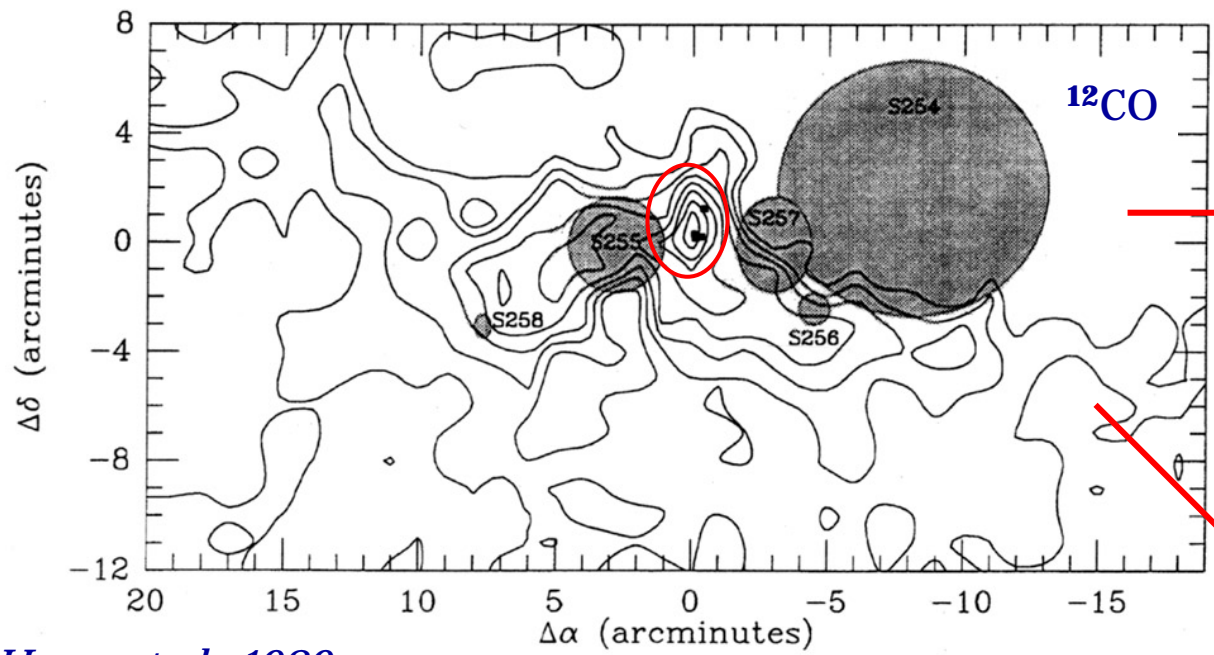 8
4
0
−4
−8
−12
Δδ (arcminutes)
S254
¹²CO
S257
S255
S258
S256
20 15 10 5 0 −5 −10 −15
Δα (arcminutes)